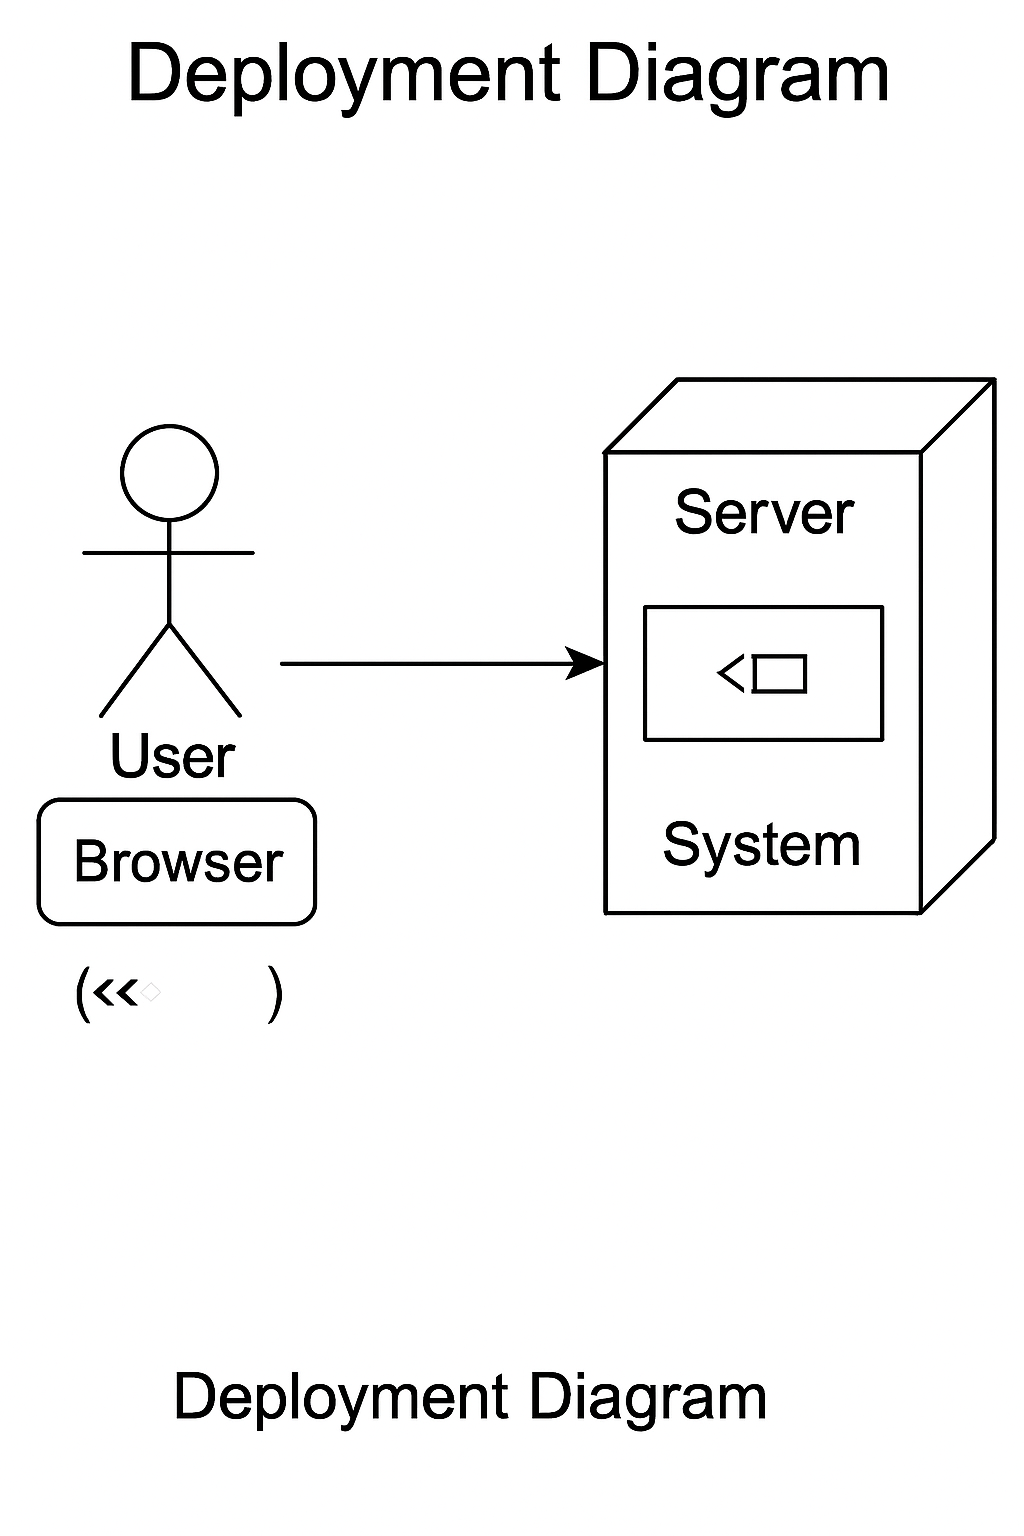 Deployment Diagram
Server
User
Browser
System
(<< )
Deployment Diagram